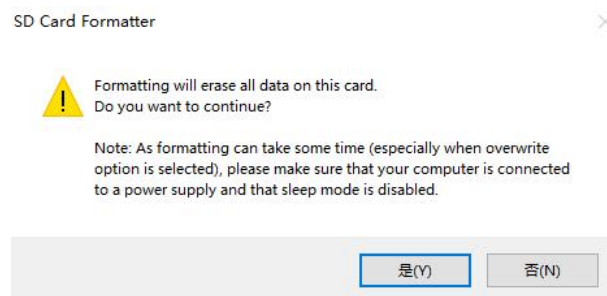 SD Card Formatter
Formatting will erase all data on this card.
Do you want to continue?
Note: As formatting can take some time (especially when overwrite
option is selected), please make sure that your computer is connected
to a power supply and that sleep mode is disabled.
是(Y) 否(N)